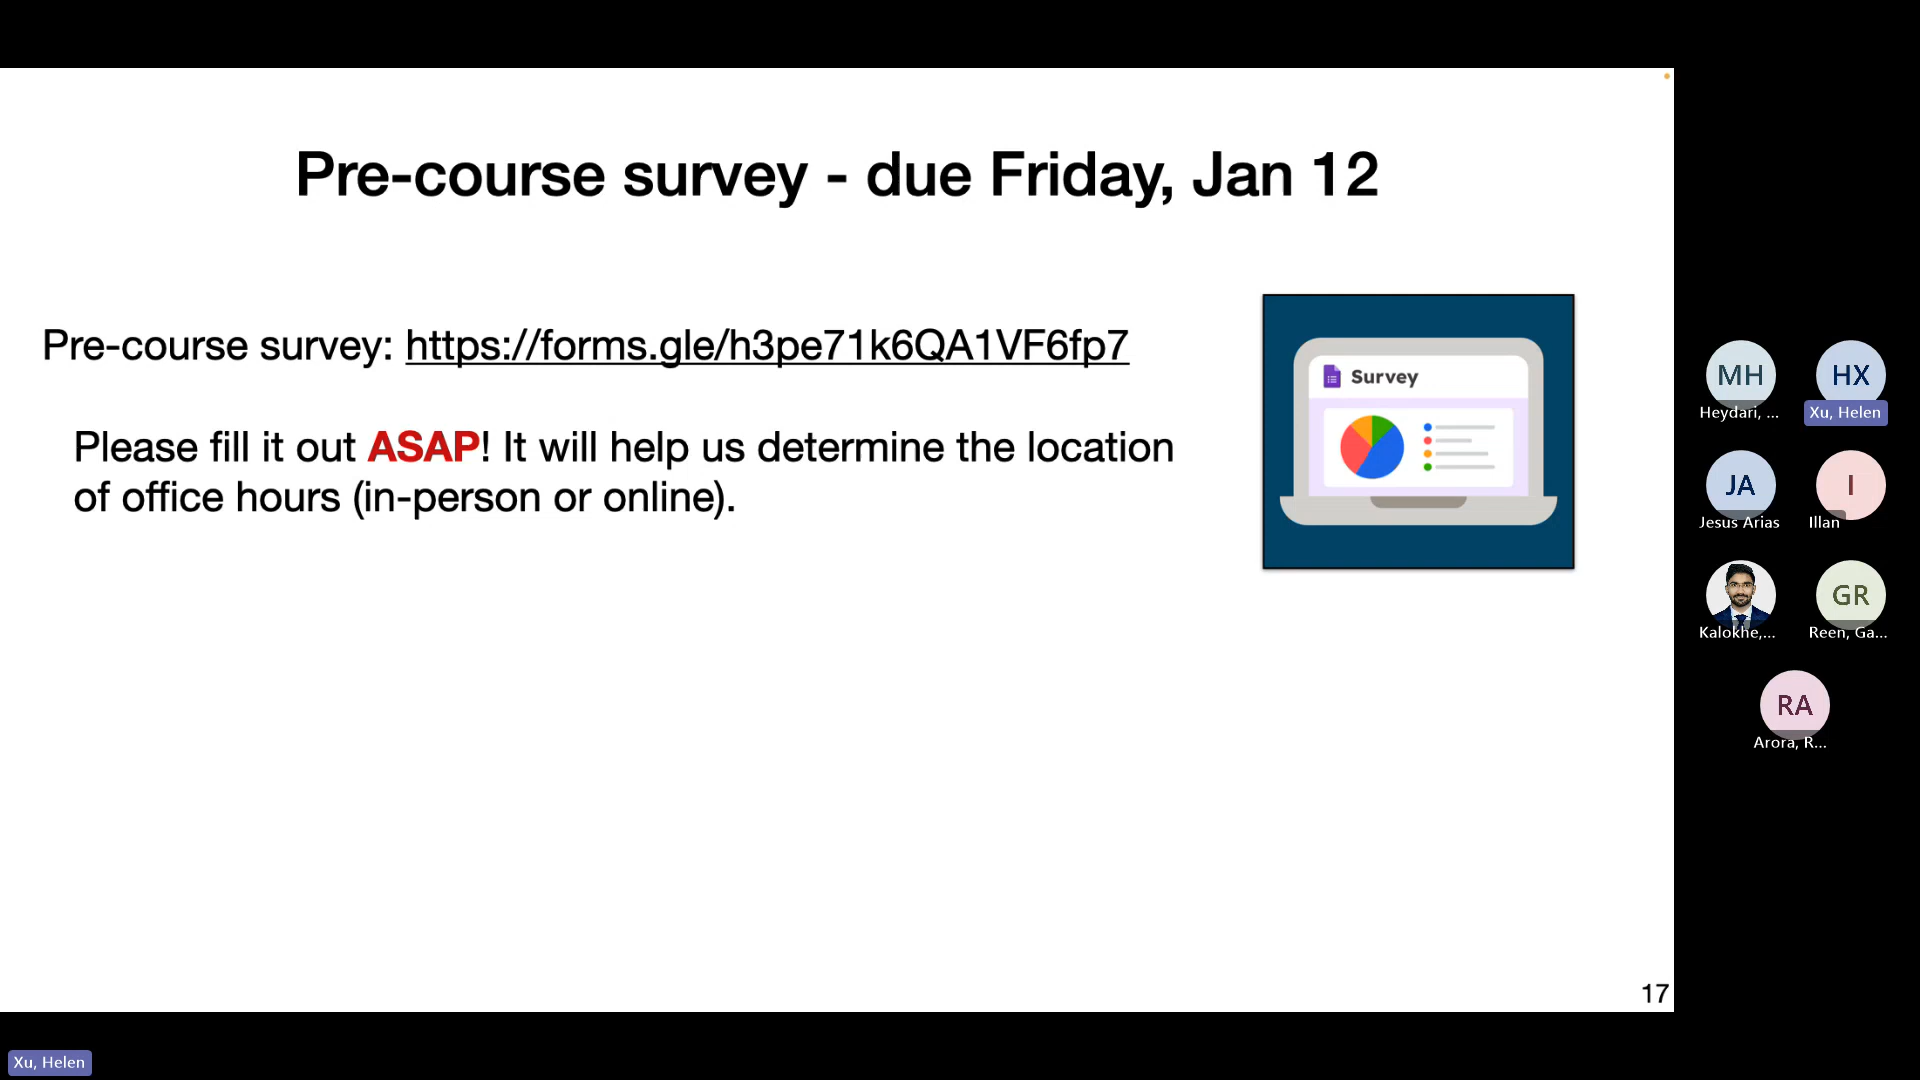 Pre-course survey - due Friday, Jan 12
Pre-course survey: https://forms.gle/h3pe71k6QA1VF6fp7
Please fill it out ASAP! It will help us determine the location
of office hours (in-person or online).
Survey
17
MH
Heydari, ...
HX
Xu, Helen
JA
Jesus Arias
I
Illan
Kalokhe,...
GR
Reen, Ga...
RA
Arora, R...
Xu, Helen